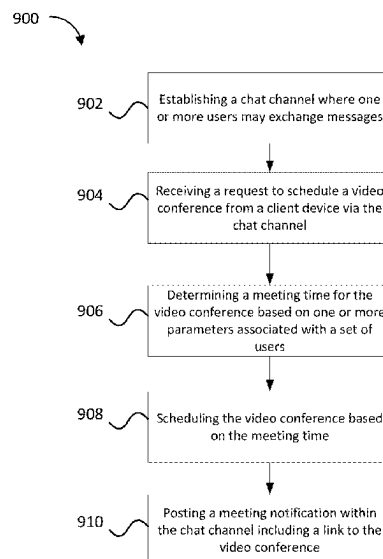 900
902
Establishing a chat channel where one
or more users may exchange messages
904
Receiving a request to schedule a video
conference from a client device via the
chat channel
906
Determining a meeting time for the
video conference based on one or more
parameters associated with a set of
users
908
Scheduling the video conference based
on the meeting time
910
Posting a meeting notification within
the chat channel including a link to the
video conference